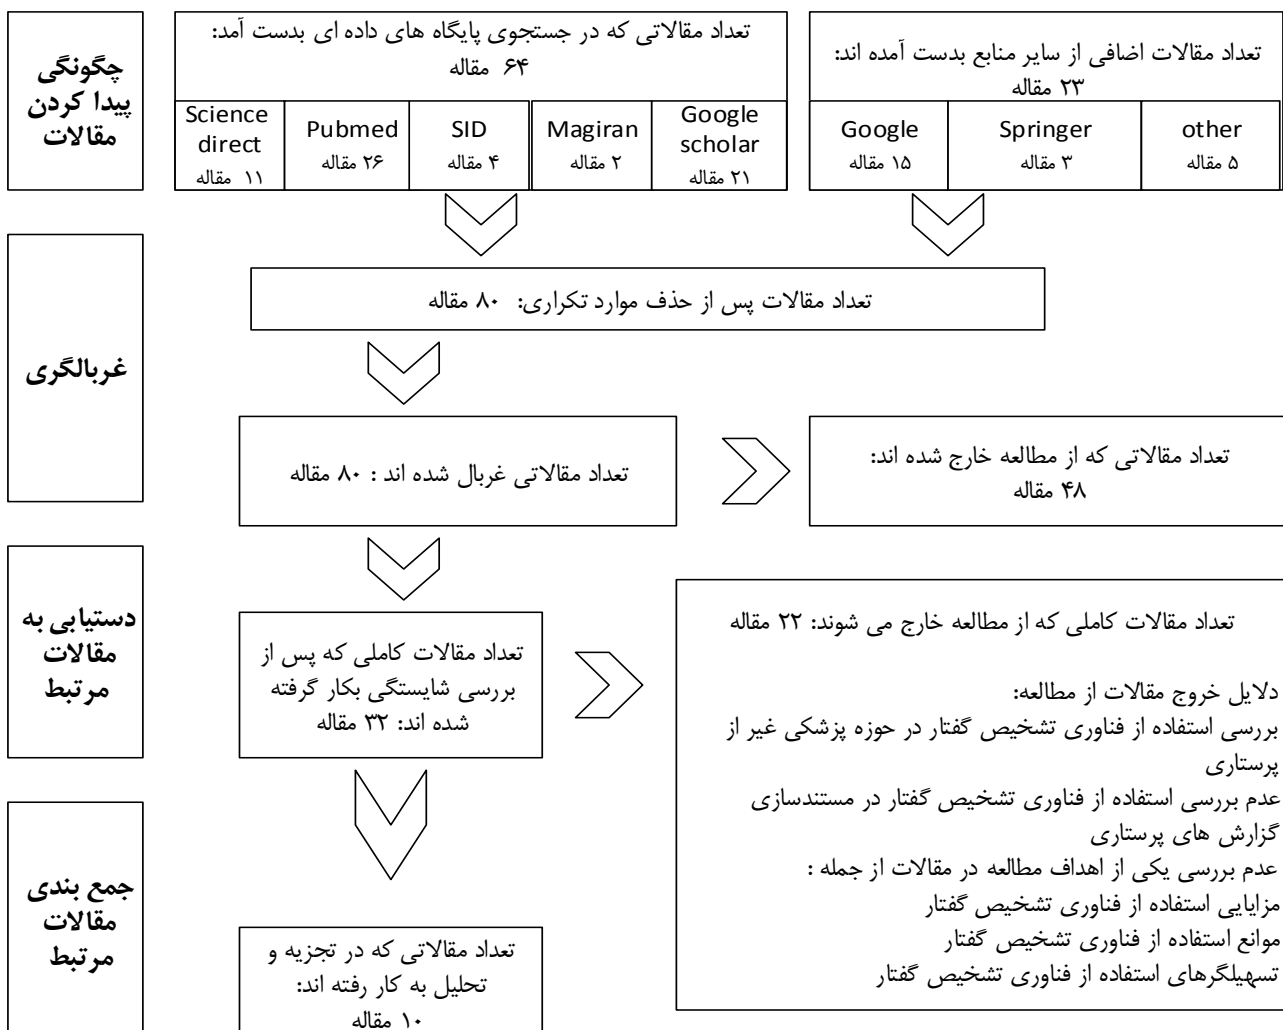 چگونگی
پیدا کردن
مقالات
تعداد مقالاتی که در جستجوی پایگاه های داده ای بدست آمد:
۶۴ مقاله
Science
direct
۱۱ مقاله
Pubmed
۲۶ مقاله
SID
۴ مقاله
Magiran
۲ مقاله
Google
scholar
۲۱ مقاله
تعداد مقالات اضافی از سایر منابع بدست آمده اند:
۲۳ مقاله
Google
۱۵ مقاله
Springer
۳ مقاله
other
۵ مقاله
غربالگری
تعداد مقالات پس از حذف موارد تکراری: ۸۰ مقاله
تعداد مقالاتی غربال شده اند : ۸۰ مقاله
تعداد مقالاتی که از مطالعه خارج شده اند:
۴۸ مقاله
دستیابی به
مقالات
مرتبط
تعداد مقالات کاملی که پس از
بررسی شایستگی بکار گرفته
شده اند: ۳۲ مقاله
تعداد مقالات کاملی که از مطالعه خارج می شوند: ۲۲ مقاله
دلایل خروج مقالات از مطالعه:
بررسی استفاده از فناوری تشخیص گفتار در حوزه پزشکی غیر از
پرستاری
عدم بررسی استفاده از فناوری تشخیص گفتار در مستندسازی
گزارش های پرستاری
عدم بررسی یکی از اهداف مطالعه در مقالات از جمله :
مزایایی استفاده از فناوری تشخیص گفتار
موانع استفاده از فناوری تشخیص گفتار
تسهیلگرهای استفاده از فناوری تشخیص گفتار
جمع بندی
مقالات
مرتبط
تعداد مقالاتی که در تجزیه و
تحلیل به کار رفته اند:
۱۰ مقاله